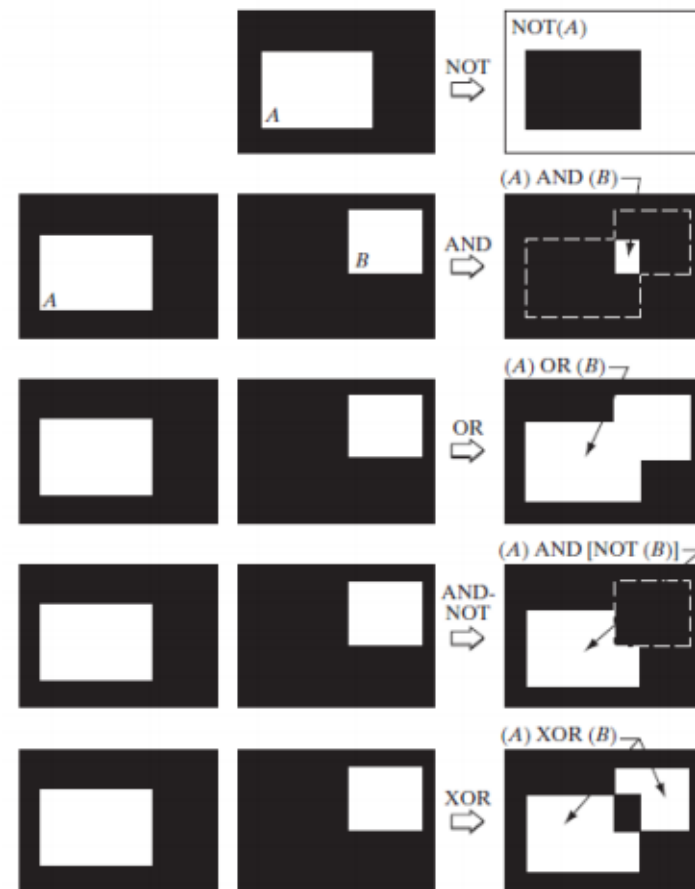 NOT(A)
NOT
A
(A) AND (B)
AND
B
A
(A) OR (B)
OR
(A) AND [NOT (B)]
AND-
NOT
(A) XOR (B)
XOR